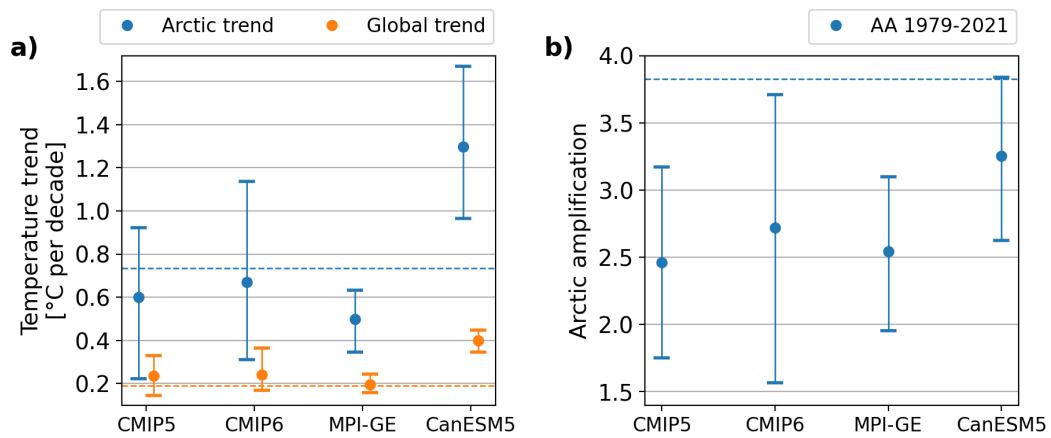 a)
Arctic trend
Global trend
Temperature trend
[°C per decade]
1.6
1.4
1.2
1.0
0.8
0.6
0.4
0.2
CMIP5
CMIP6
MPI-GE
CanESM5
b)
AA 1979-2021
Arctic amplification
4.0
3.5
3.0
2.5
2.0
1.5
CMIP5
CMIP6
MPI-GE
CanESM5